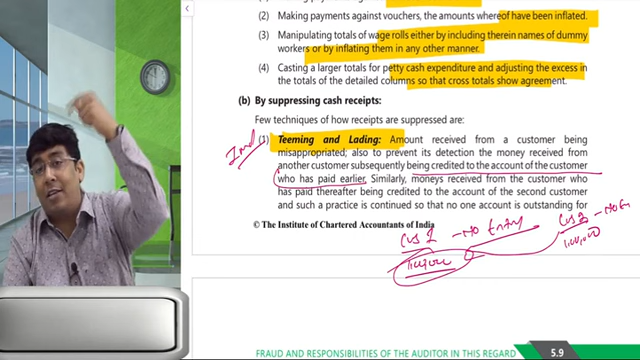 (2) Making payments against vouchers, the amounts whereof have been inflated.
(3) Manipulating totals of wage rolls either by including therein names of dummy
workers or by inflating them in any other manner.
(4) Casting a larger totals for petty cash expenditure and adjusting the excess in
the totals of the detailed columns so that cross totals show agreement.
(b) By suppressing cash receipts:
Few techniques of how receipts are suppressed are:
(1) Teeming and Lading: Amount received from a customer being
misappropriated; also to prevent its detection the money received from
another customer subsequently being credited to the account of the customer
who has paid earlier. Similarly, moneys received from the customer who
has paid thereafter being credited to the account of the second customer
and such a practice is continued so that no one account is outstanding for
© The Institute of Chartered Accountants of India
Cus 1 - No Entry
Cus 2 - No
FRAUD AND RESPONSIBILITIES OF THE AUDITOR IN THIS REGARD 5.9